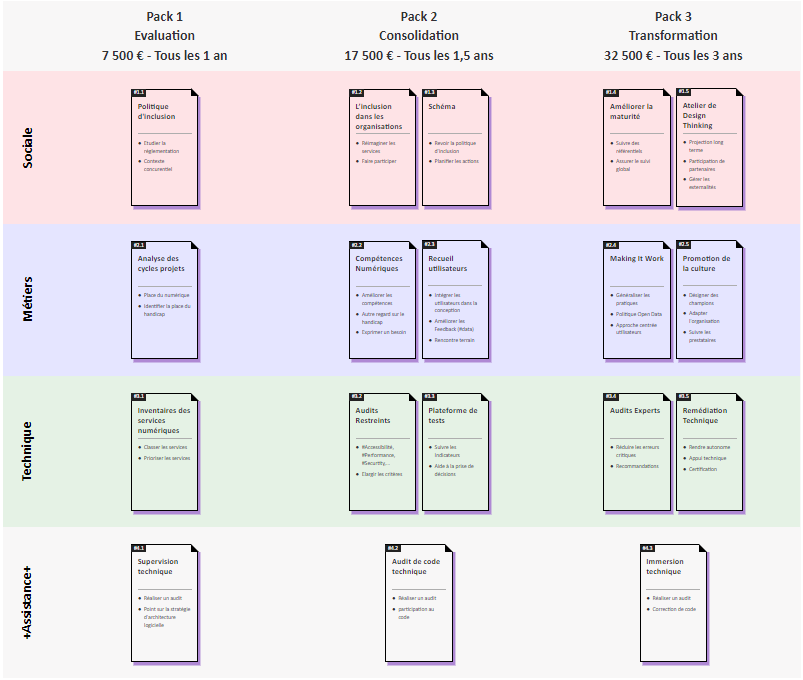 Pack 1
Evaluation
7 500 € - Tous les 1 an
Pack 2
Consolidation
17 500 € - Tous les 1,5 ans
Pack 3
Transformation
32 500 € - Tous les 3 ans
Sociale
#1.1
Politique
d'inclusion
• Etudier la
réglementation
• Contexte
concurentiel
#1.2
L'inclusion
dans les
organisations
• Réimaginer les
services
• Faire participer
#1.3
Schéma
• Revoir la politique
d'inclusion
• Planifier les actions
#1.4
Améliorer la
maturité
• Suivre des
référentiels
• Assurer le suivi
global
#1.5
Atelier de
Design
Thinking
• Projection long
terme
• Participation de
partenaires
• Gérer les
externalités
Métiers
#2.1
Analyse des
cycles projets
• Place du numérique
• Identifier la place du
handicap
#2.2
Compétences
Numériques
• Améliorer les
compétences
• Autre regard sur le
handicap
• Exprimer un besoin
#2.3
Recueil
utilisateurs
• Intégrer les
utilisateurs dans la
conception
• Améliorer les
Feedback (#data)
• Rencontre terrain
#2.4
Making It Work
• Généraliser les
pratiques
• Politique Open Data
• Approche centrée
utilisateurs
#2.5
Promotion de
la culture
• Désigner des
champions
• Adapter
l'organisation
• Suivre les
prestataires
Technique
#3.1
Inventaires des
services
numériques
• Classer les services
• Prioriser les services
#3.2
Audits
Restreints
• #Accessibilité,
#Performance,
#Securtity,...
• Elargir les critères
#3.3
Plateforme de
tests
• Suivre les
indicateurs
• Aide à la prise de
décisions
#3.4
Audits Experts
• Réduire les erreurs
critiques
• Recommandations
#3.5
Remédiation
Technique
• Rendre autonome
• Appui technique
• Certification
+Assistance+
#4.1
Supervision
technique
• Réaliser un audit
• Point sur la stratégie
d'architecture
logicielle
#4.2
Audit de code
technique
• Réaliser un audit
• participation au
code
#4.3
Immersion
technique
• Réaliser un audit
• Correction de code